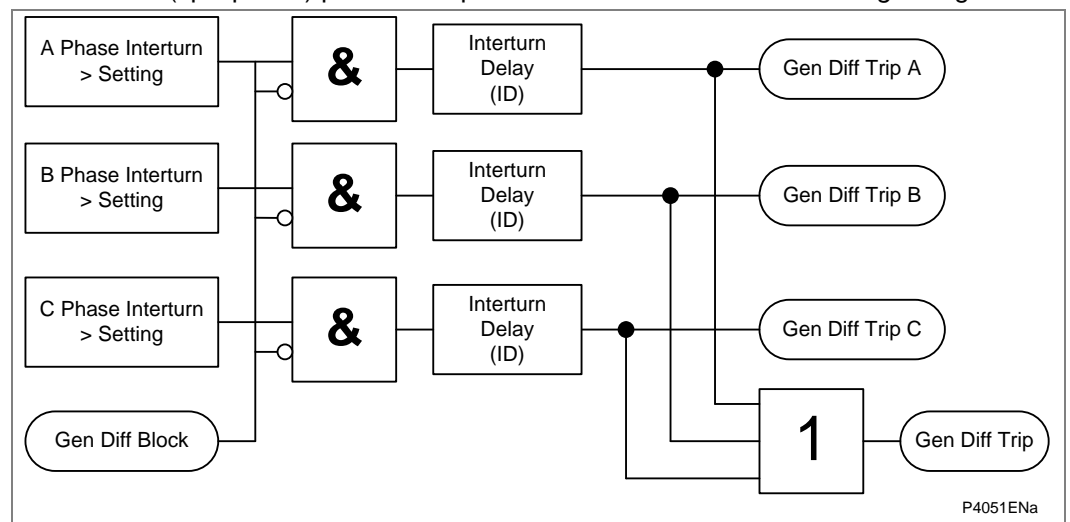 A Phase Interturn
> Setting
&
Interturn
Delay
(ID)
Gen Diff Trip A
B Phase Interturn
> Setting
&
Interturn
Delay
(ID)
Gen Diff Trip B
C Phase Interturn
> Setting
&
Interturn
Delay
(ID)
Gen Diff Trip C
Gen Diff Block
1
Gen Diff Trip
P4051ENa